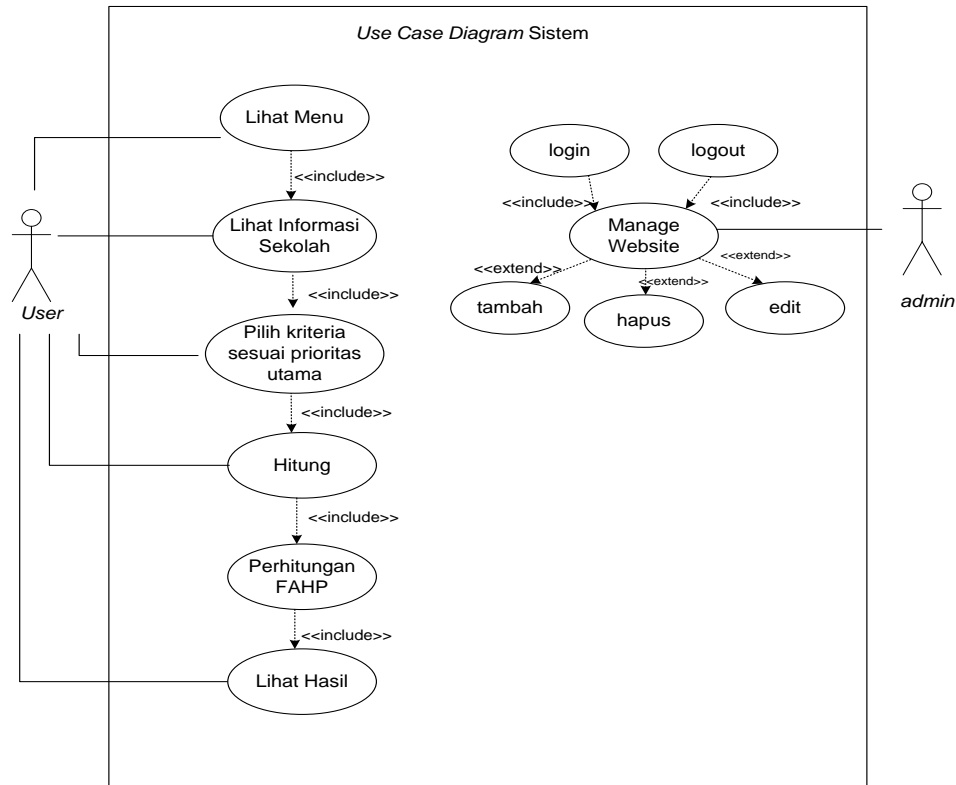 Use Case Diagram Sistem
Lihat Menu
<<include>>
Lihat Informasi
Sekolah
<<include>>
Pilih kriteria
sesuai prioritas
utama
<<include>>
Hitung
<<include>>
Perhitungan
FAHP
<<include>>
Lihat Hasil
User
login
logout
<<include>>
<<include>>
Manage
Website
<<extend>>
<<extend>>
<<extend>>
tambah
hapus
edit
admin